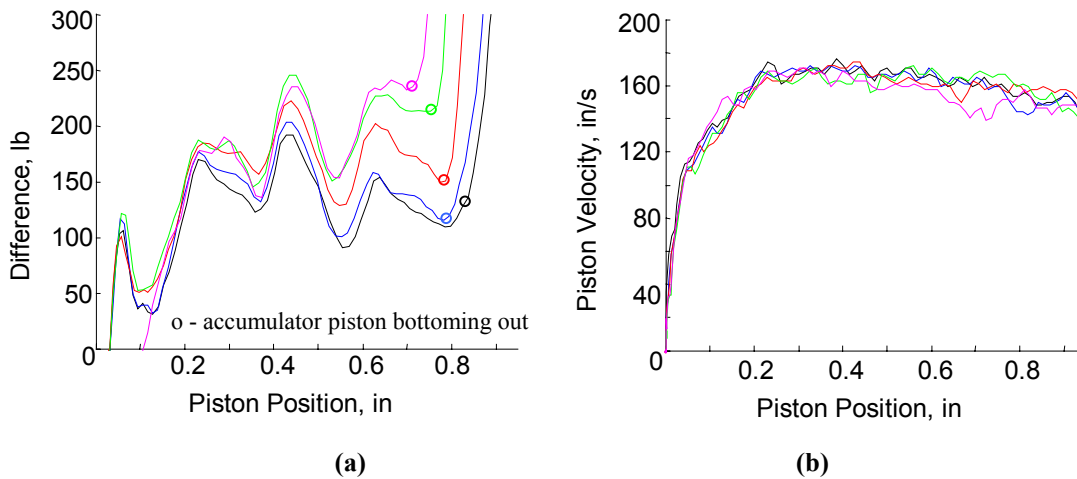 300
250
200
150
100
50
0
Difference, lb
0 0.2 0.4 0.6 0.8
Piston Position, in
o - accumulator piston bottoming out
(a)
200
160
120
80
40
0
Piston Velocity, in/s
0.2 0.4 0.6 0.8
Piston Position, in
(b)